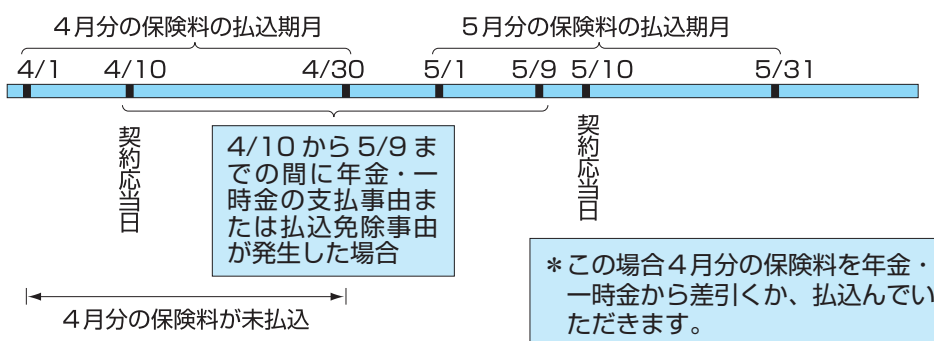 4月分の保険料の払込期月
5月分の保険料の払込期月
4/1 4/10 4/30 5/1 5/9 5/10 5/31
契約応当日
4/10から5/9ま
での間に年金・一
時金の支払事由ま
たは払込免除事由
が発生した場合
契約応当日
4月分の保険料が未払込
＊この場合4月分の保険料を年金・
一時金から差引くか、払込んでい
ただきます。